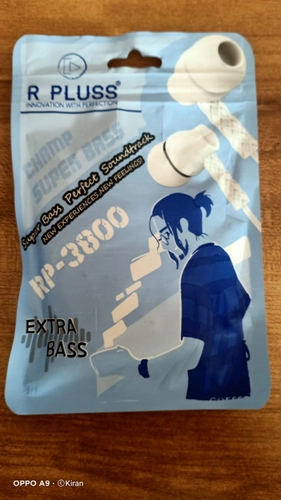 R PLUSS®
INNOVATION WITH PERFECTION
SUPER BASS
Super Bass Perfect Soundtrack
NEW EXPERIENCES,NEW FEELINGS!
RP-3800
EXTRA
BASS
OPPO A9 · ©Kiran